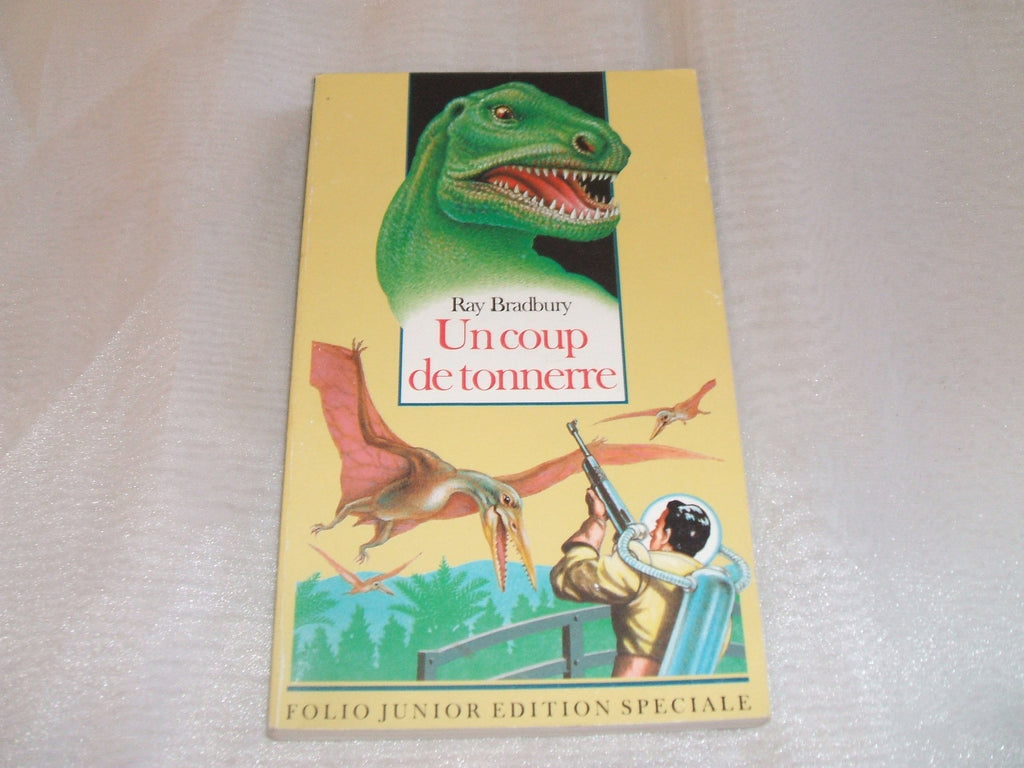 Ray Bradbury
Un coup
de tonnerre
FOLIO JUNIOR EDITION SPECIALE